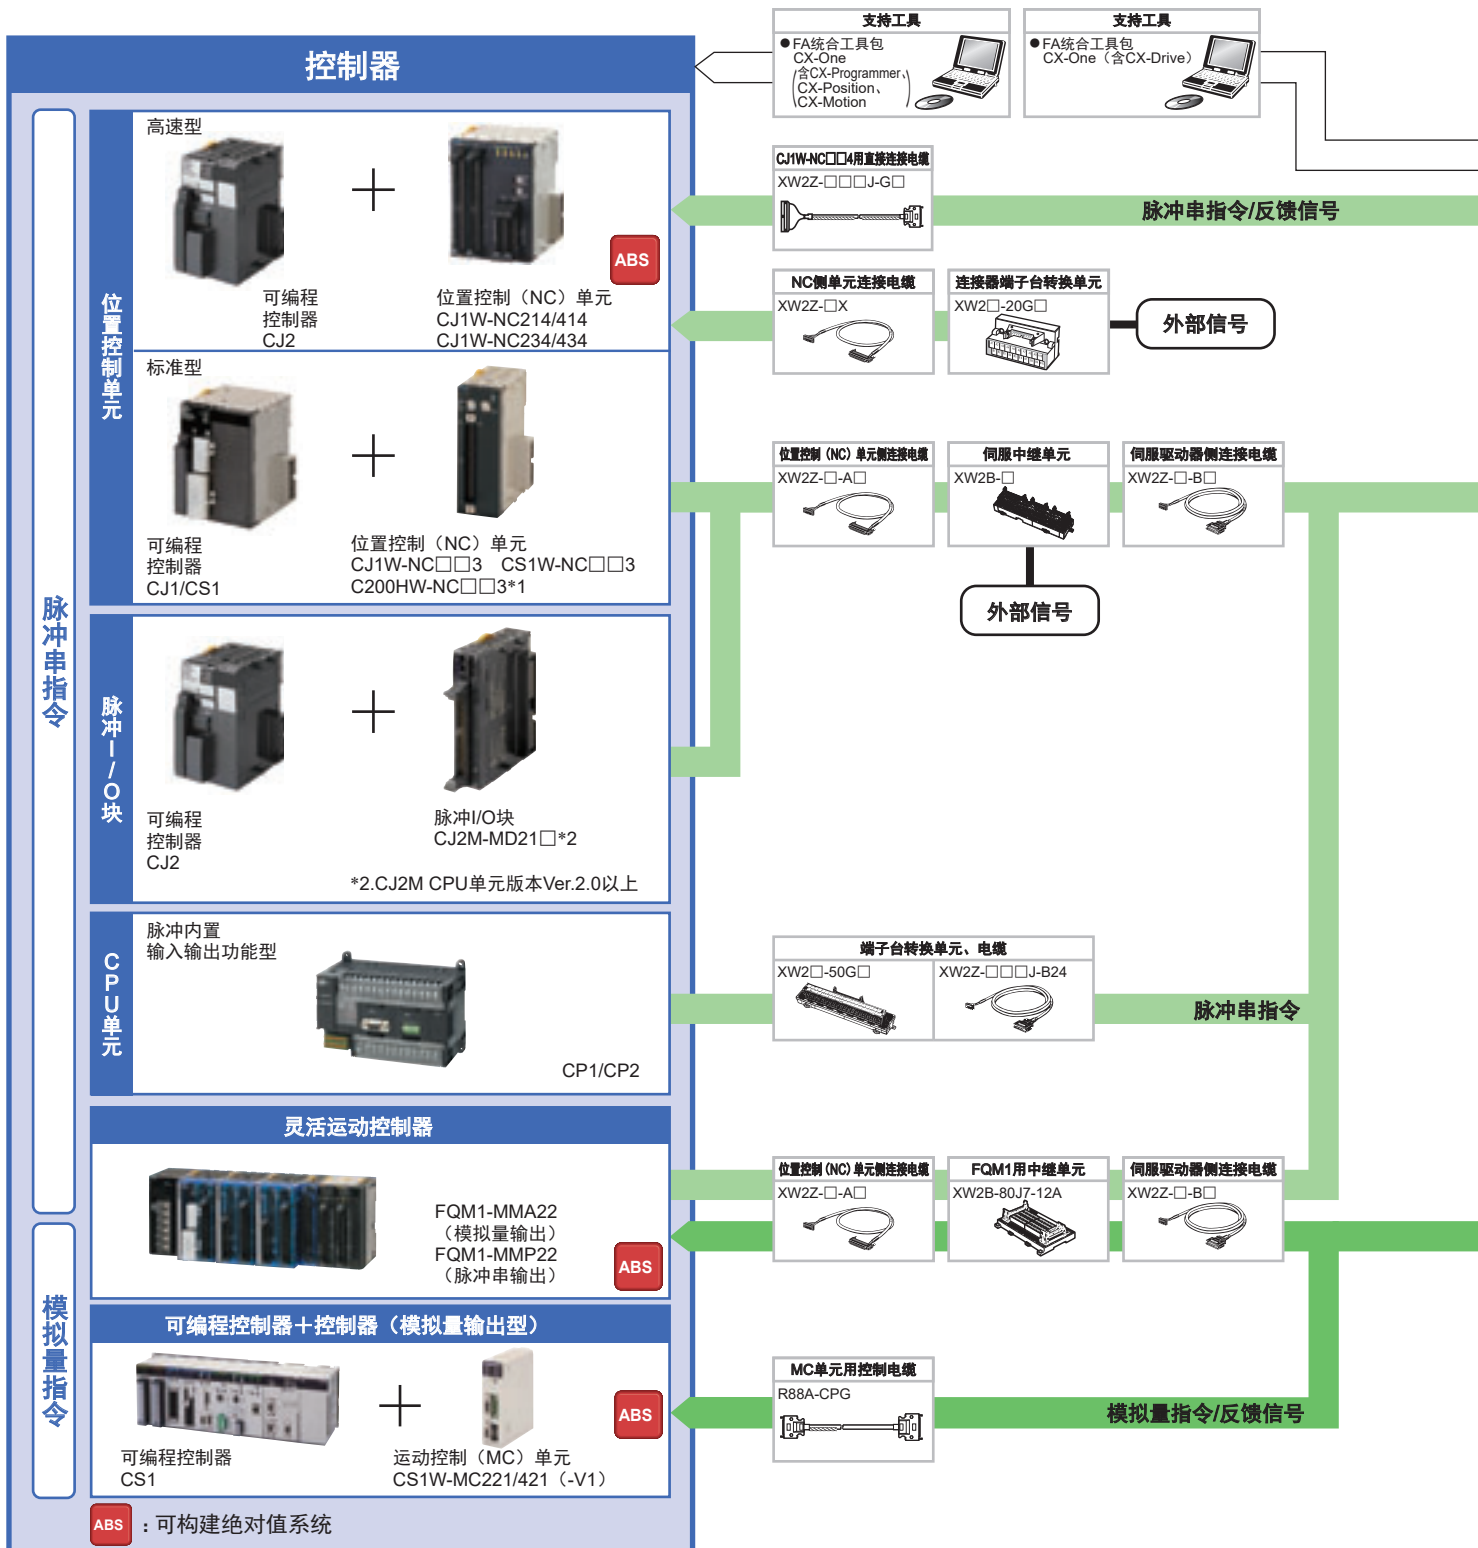 支持工具
●FA统合工具包
CX-One
(含CX-Programmer、
CX-Position、
CX-Motion)
支持工具
●FA统合工具包
CX-One（含CX-Drive）
控制器
脉冲串指令
模拟量指令
位置控制单元
高速型
ABS
可编程
控制器
CJ2
位置控制（NC）单元
CJ1W-NC214/414
CJ1W-NC234/434
CJ1W-NC□□4用直接连接电缆
XW2Z-□□□J-G□
脉冲串指令/反馈信号
NC侧单元连接电缆
XW2Z-□X
连接器端子台转换单元
XW2□-20G□
外部信号
标准型
可编程
控制器
CJ1/CS1
位置控制（NC）单元
CJ1W-NC□□3 CS1W-NC□□3
C200HW-NC□□3*1
位置控制（NC）单元侧连接电缆
XW2Z-□-A□
伺服中继单元
XW2B-□
伺服驱动器侧连接电缆
XW2Z-□-B□
外部信号
脉冲I/O块
可编程
控制器
CJ2
脉冲I/O块
CJ2M-MD21□*2
*2.CJ2M CPU单元版本Ver.2.0以上
CPU单元
脉冲内置
输入输出功能型
CP1/CP2
端子台转换单元、电缆
XW2□-50G□
XW2Z-□□□J-B24
脉冲串指令
灵活运动控制器
FQM1-MMA22
（模拟量输出）
FQM1-MMP22
（脉冲串输出）
ABS
位置控制（NC）单元侧连接电缆
XW2Z-□-A□
FQM1用中继单元
XW2B-80J7-12A
伺服驱动器侧连接电缆
XW2Z-□-B□
可编程控制器＋控制器（模拟量输出型）
ABS
可编程控制器
CS1
运动控制（MC）单元
CS1W-MC221/421（-V1）
MC单元用控制电缆
R88A-CPG
模拟量指令/反馈信号
ABS：可构建绝对值系统